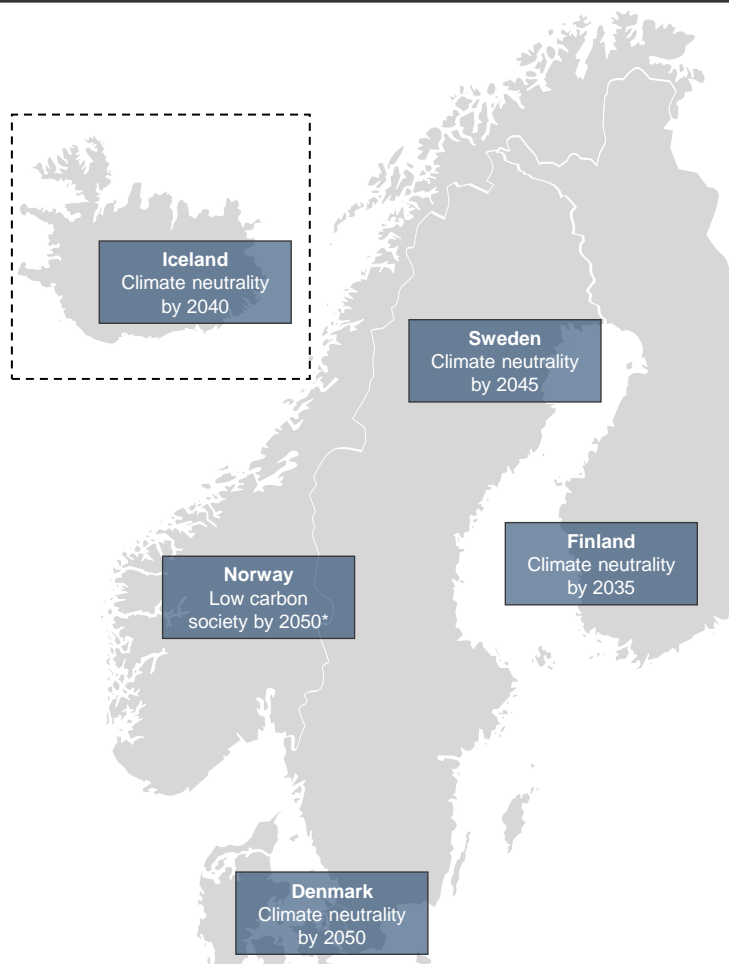 Iceland
Climate neutrality
by 2040
Sweden
Climate neutrality
by 2045
Finland
Climate neutrality
by 2035
Norway
Low carbon
society by 2050*
Denmark
Climate neutrality
by 2050